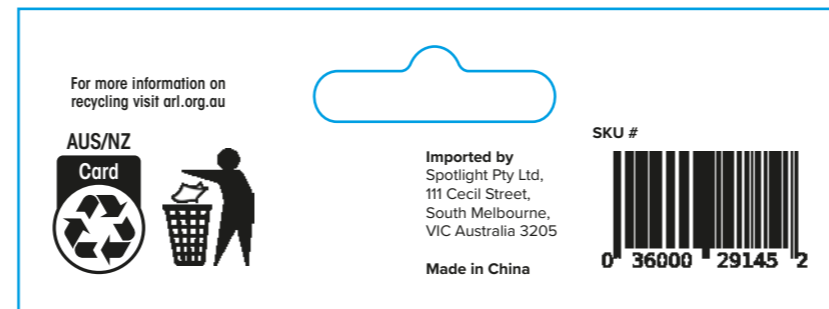 For more information on
recycling visit arl.org.au
AUS/NZ
Card
Imported by
Spotlight Pty Ltd,
111 Cecil Street,
South Melbourne,
VIC Australia 3205
Made in China
SKU #
0 36000 29145 2